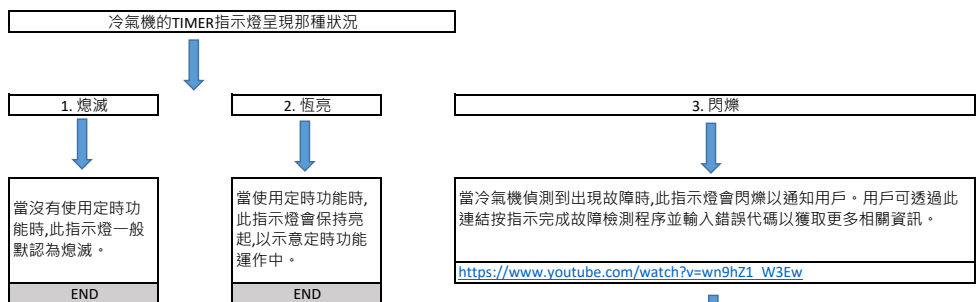 冷氣機的TIMER指示燈呈現那種狀況
1. 熄滅
2. 恆亮
3. 閃爍
當沒有使用定時功
能時,此指示燈一般
默認為熄滅。
END
當使用定時功能時,
此指示燈會保持亮
起,以示意定時功能
運作中。
END
當冷氣機偵測到出現故障時,此指示燈會閃爍以通知用戶。用戶可透過此
連結按指示完成故障檢測程序並輸入錯誤代碼以獲取更多相關資訊。
https://www.youtube.com/watch?v=wn9hZ1_W3Ew